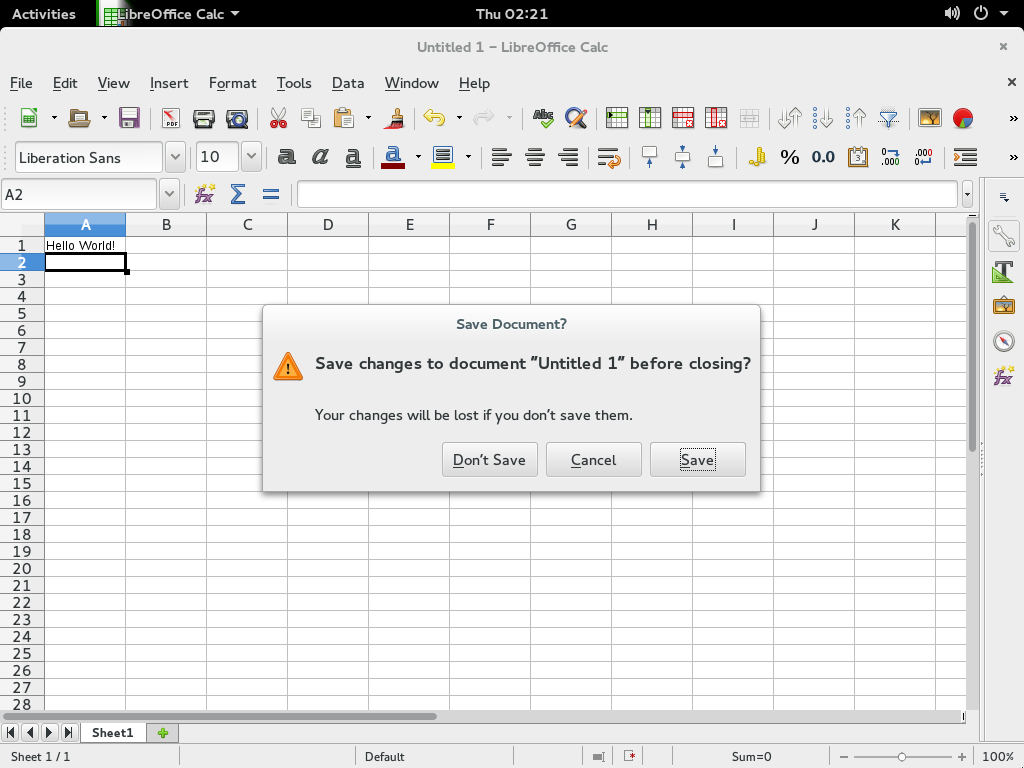 Activities LibreOffice Calc Thu 02:21
Untitled 1 – LibreOffice Calc
File Edit View Insert Format Tools Data Window Help
Liberation Sans 10 a a a a % 0.0
A2
A B C D E F G H I J K
1 Hello World!
2
3
4
5
6
7
8
9
10
11
12
13
14
15
16
17
18
19
20
21
22
23
24
25
26
27
28
Save Document?
Save changes to document “Untitled 1” before closing?
Your changes will be lost if you don’t save them.
Don’t Save Cancel Save
Sheet1
Sheet 1 / 1 Default Sum=0 100%